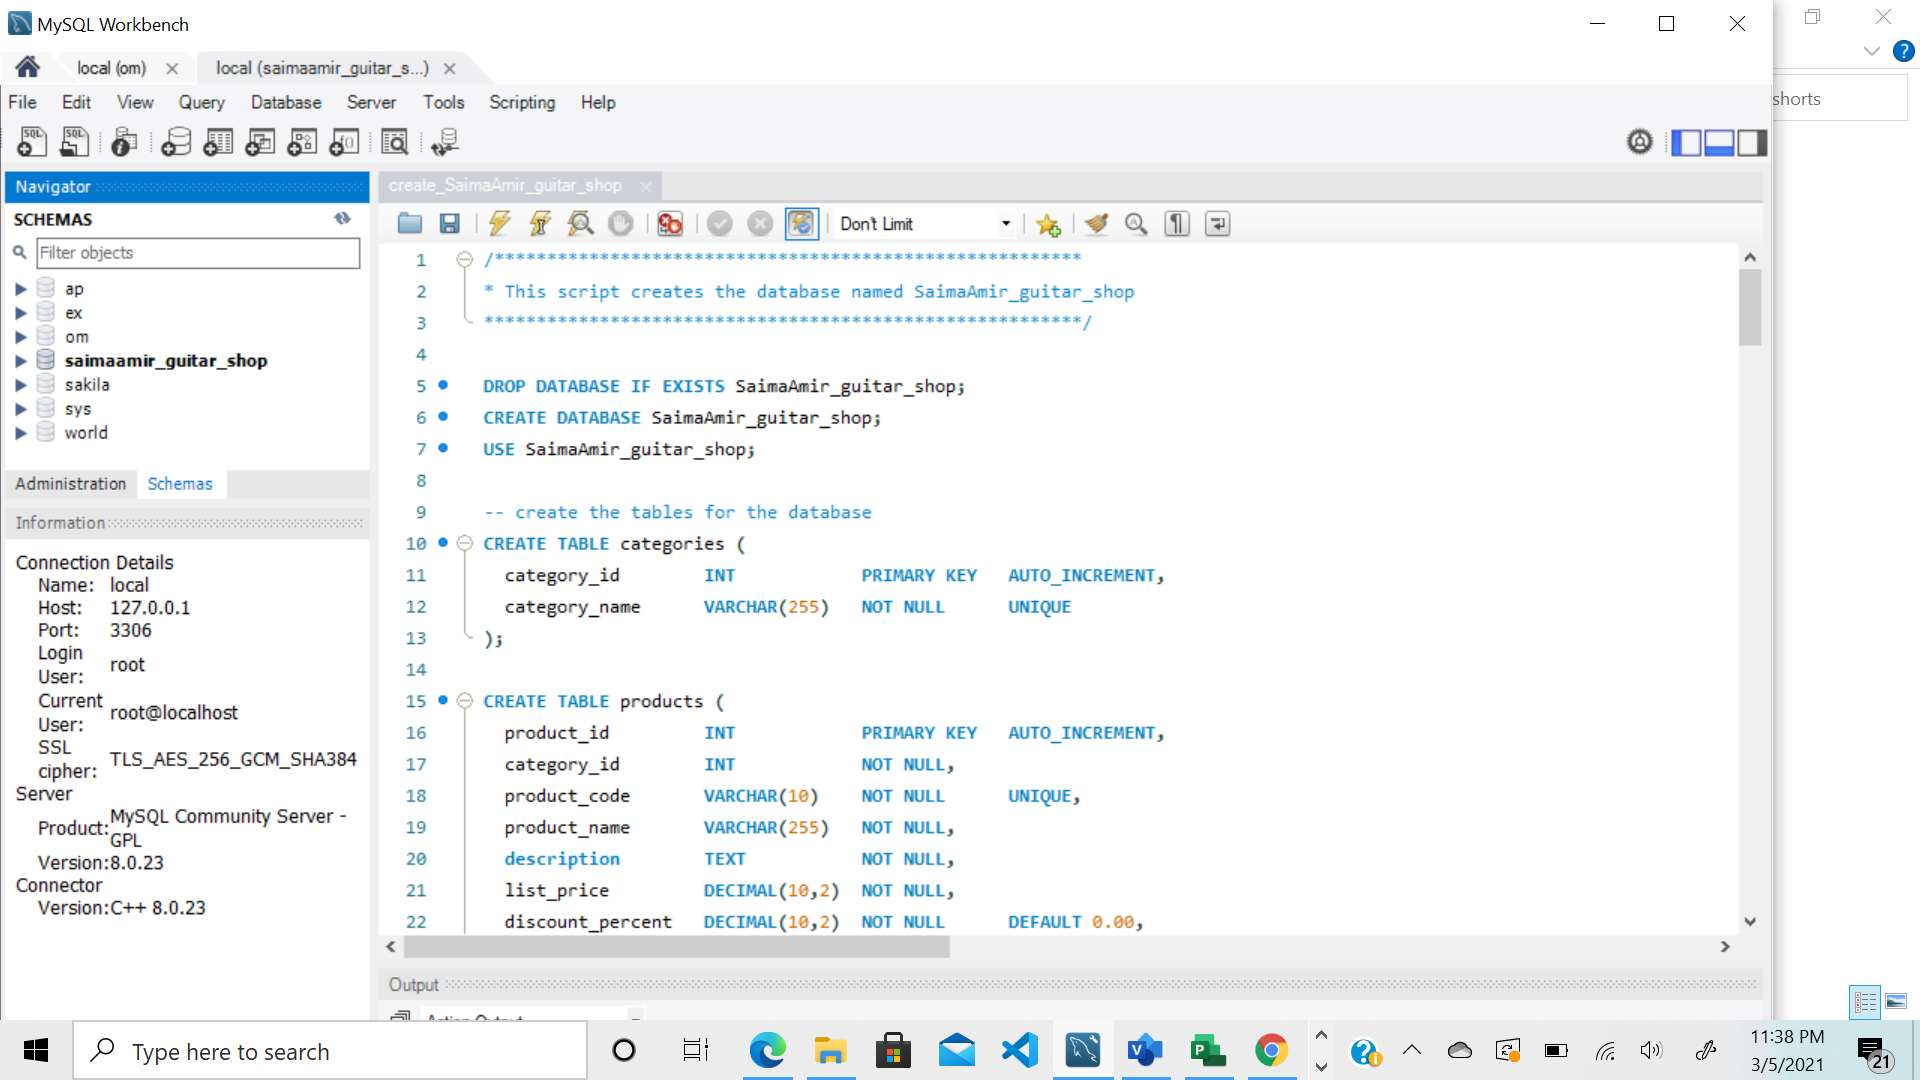 MySQL Workbench
local (om)
local (saimaamir_guitar_s...)
File Edit View Query Database Server Tools Scripting Help
shorts
Navigator
SCHEMAS
Filter objects
ap
ex
om
saimaamir_guitar_shop
sakila
sys
world
Administration Schemas
Information
Connection Details
Name: local
Host: 127.0.0.1
Port: 3306
Login User: root
Current User: root@localhost
SSL cipher: TLS_AES_256_GCM_SHA384
Server
Product: MySQL Community Server - GPL
Version: 8.0.23
Connector
Version: C++ 8.0.23
create_SaimaAmir_guitar_shop
Don't Limit
1 /********************************************************
2 * This script creates the database named SaimaAmir_guitar_shop
3 *********************************************************/
4
5 DROP DATABASE IF EXISTS SaimaAmir_guitar_shop;
6 CREATE DATABASE SaimaAmir_guitar_shop;
7 USE SaimaAmir_guitar_shop;
8
9 -- create the tables for the database
10 CREATE TABLE categories (
11 category_id INT PRIMARY KEY AUTO_INCREMENT,
12 category_name VARCHAR(255) NOT NULL UNIQUE
13 );
14
15 CREATE TABLE products (
16 product_id INT PRIMARY KEY AUTO_INCREMENT,
17 category_id INT NOT NULL,
18 product_code VARCHAR(10) NOT NULL UNIQUE,
19 product_name VARCHAR(255) NOT NULL,
20 description TEXT NOT NULL,
21 list_price DECIMAL(10,2) NOT NULL,
22 discount_percent DECIMAL(10,2) NOT NULL DEFAULT 0.00,
Output
Action Output
Type here to search
11:38 PM
3/5/2021
21